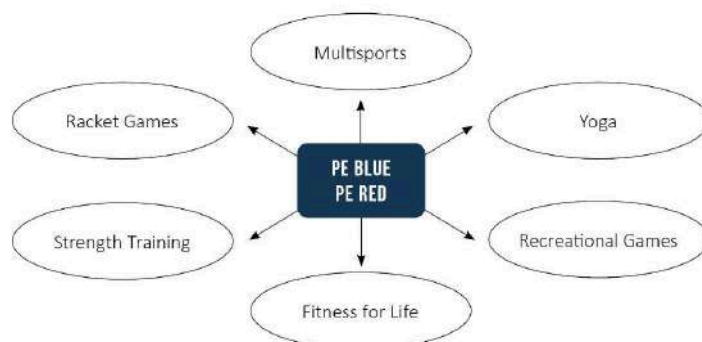 Multisports
Racket Games
Yoga
PE BLUE
PE RED
Strength Training
Recreational Games
Fitness for Life